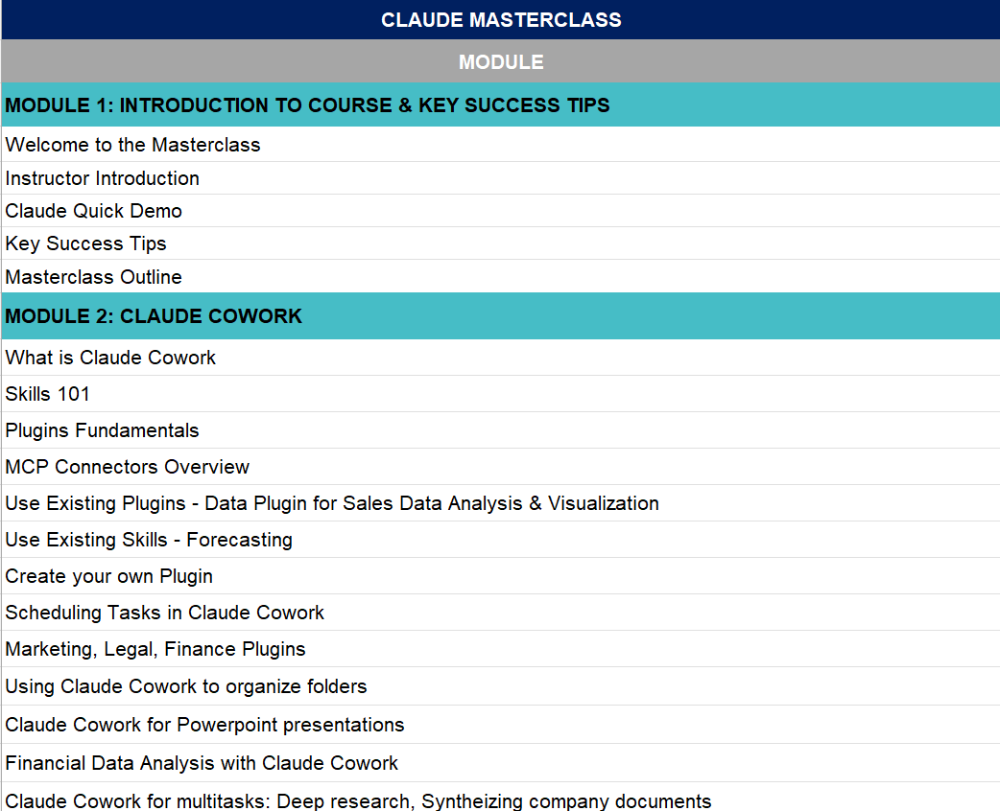 CLAUDE MASTERCLASS
MODULE
MODULE 1: INTRODUCTION TO COURSE & KEY SUCCESS TIPS
Welcome to the Masterclass
Instructor Introduction
Claude Quick Demo
Key Success Tips
Masterclass Outline
MODULE 2: CLAUDE COWORK
What is Claude Cowork
Skills 101
Plugins Fundamentals
MCP Connectors Overview
Use Existing Plugins - Data Plugin for Sales Data Analysis & Visualization
Use Existing Skills - Forecasting
Create your own Plugin
Scheduling Tasks in Claude Cowork
Marketing, Legal, Finance Plugins
Using Claude Cowork to organize folders
Claude Cowork for Powerpoint presentations
Financial Data Analysis with Claude Cowork
Claude Cowork for multitasks: Deep research, Syntheizing company documents